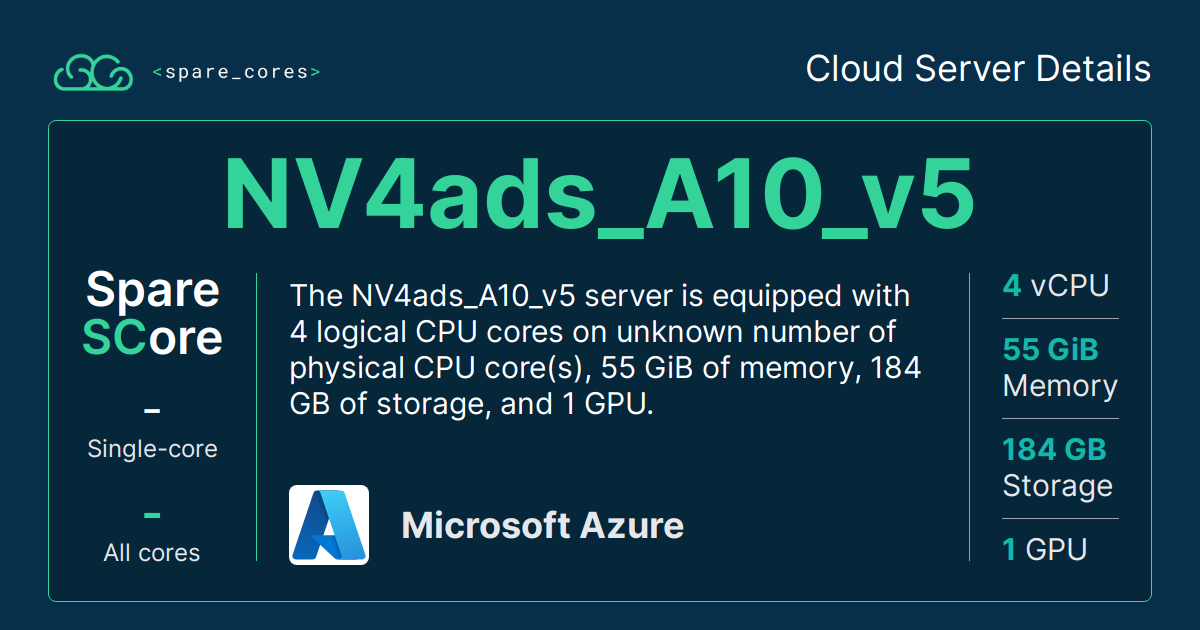 <spare_cores>
Cloud Server Details
NV4ads_A10_v5
Spare
SCore
–
Single-core
–
All cores
The NV4ads_A10_v5 server is equipped with
4 logical CPU cores on unknown number of
physical CPU core(s), 55 GiB of memory, 184
GB of storage, and 1 GPU.
Microsoft Azure
4 vCPU
55 GiB
Memory
184 GB
Storage
1 GPU